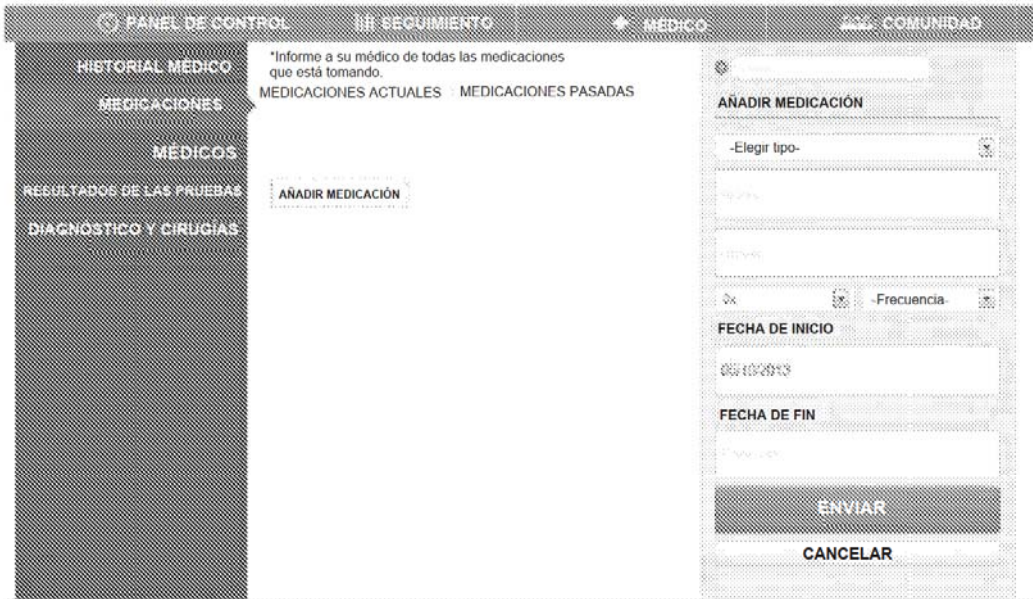 PANEL DE CONTROL SEGUIMIENTO MÉDICO COMUNIDAD
HISTORIAL MÉDICO
MEDICACIONES
MÉDICOS
RESULTADOS DE LAS PRUEBAS
DIAGNÓSTICO Y CIRUGÍAS
*Informe a su médico de todas las medicaciones
que está tomando.
MEDICACIONES ACTUALES MEDICACIONES PASADAS
AÑADIR MEDICACIÓN
AÑADIR MEDICACIÓN
-Elegir tipo-
0x -Frecuencia-
FECHA DE INICIO
FECHA DE FIN
ENVIAR
CANCELAR